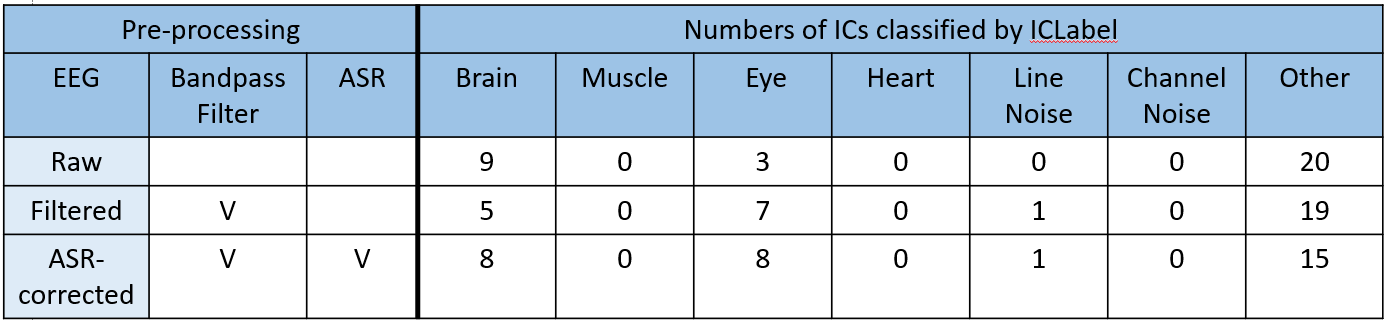 Pre-processing Numbers of ICs classified by ICLabel
EEG Bandpass Filter ASR Brain Muscle Eye Heart Line Noise Channel Noise Other
Raw 9 0 3 0 0 0 20
Filtered V 5 0 7 0 1 0 19
ASR-corrected V V 8 0 8 0 1 0 15